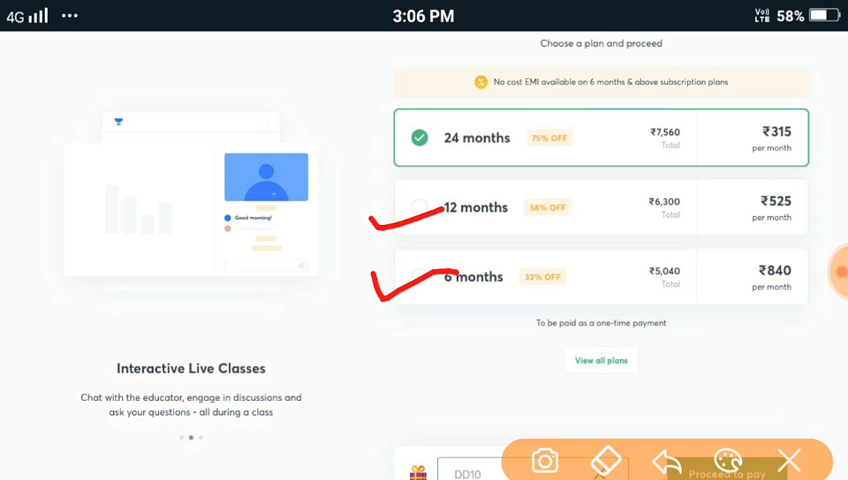 4G
3:06 PM
Vo)) LTE 58%
Choose a plan and proceed
No cost EMI available on 6 months & above subscription plans
24 months 75% OFF ₹7,560 ₹315
Total per month
12 months 58% OFF ₹6,300 ₹525
Total per month
6 months 33% OFF ₹5,040 ₹840
Total per month
To be paid as a one-time payment
View all plans
Good morning!
Interactive Live Classes
Chat with the educator, engage in discussions and
ask your questions - all during a class
DD10
Proceed to pay